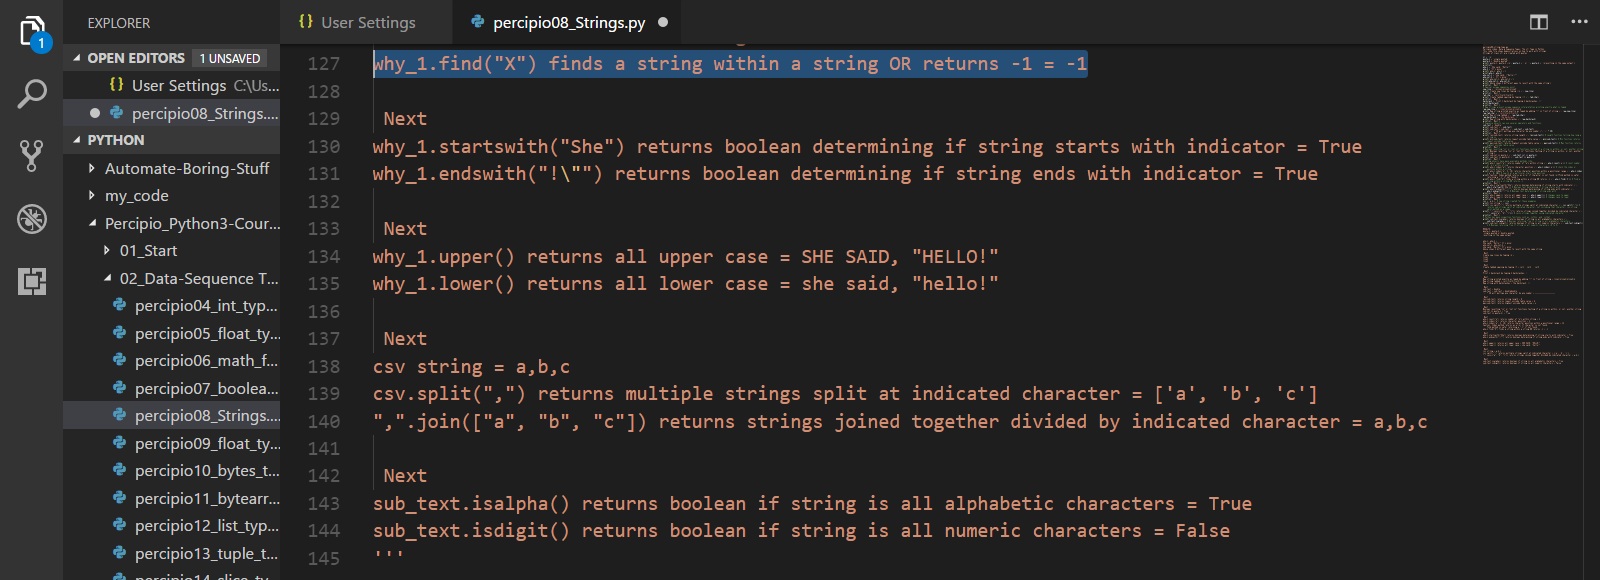 1
EXPLORER
OPEN EDITORS 1 UNSAVED
{} User Settings C:\Us...
percipio08_Strings....
PYTHON
Automate-Boring-Stuff
my_code
Percipio_Python3-Cour...
01_Start
02_Data-Sequence T...
percipio04_int_typ...
percipio05_float_ty...
percipio06_math_f...
percipio07_boolea...
percipio08_Strings....
percipio09_float_ty...
percipio10_bytes_t...
percipio11_bytearr...
percipio12_list_typ...
percipio13_tuple_t...
percipio14_slice_ty...
{} User Settings
percipio08_Strings.py
127 why_1.find("X") finds a string within a string OR returns -1 = -1
128
129 Next
130 why_1.startswith("She") returns boolean determining if string starts with indicator = True
131 why_1.endswith("!\"") returns boolean determining if string ends with indicator = True
132
133 Next
134 why_1.upper() returns all upper case = SHE SAID, "HELLO!"
135 why_1.lower() returns all lower case = she said, "hello!"
136
137 Next
138 csv string = a,b,c
139 csv.split(",") returns multiple strings split at indicated character = ['a', 'b', 'c']
140 ",".join(["a", "b", "c"]) returns strings joined together divided by indicated character = a,b,c
141
142 Next
143 sub_text.isalpha() returns boolean if string is all alphabetic characters = True
144 sub_text.isdigit() returns boolean if string is all numeric characters = False
145 '''